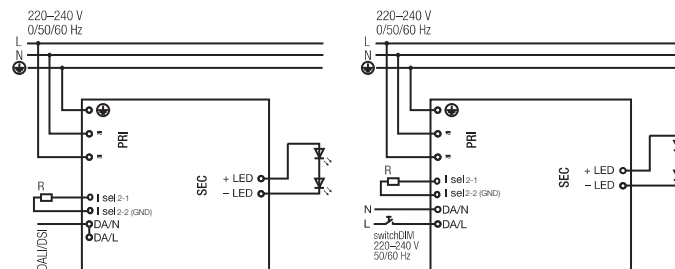 220–240 V
0/50/60 Hz
L
N
PRI
SEC
+ LED
– LED
R
I sel 2-1
I sel 2-2 (GND)
DA/N
DA/L
DALI/DSI
220–240 V
0/50/60 Hz
L
N
PRI
SEC
+ LED
– LED
R
I sel 2-1
I sel 2-2 (GND)
N
DA/N
L
DA/L
switchDIM
220–240 V
50/60 Hz